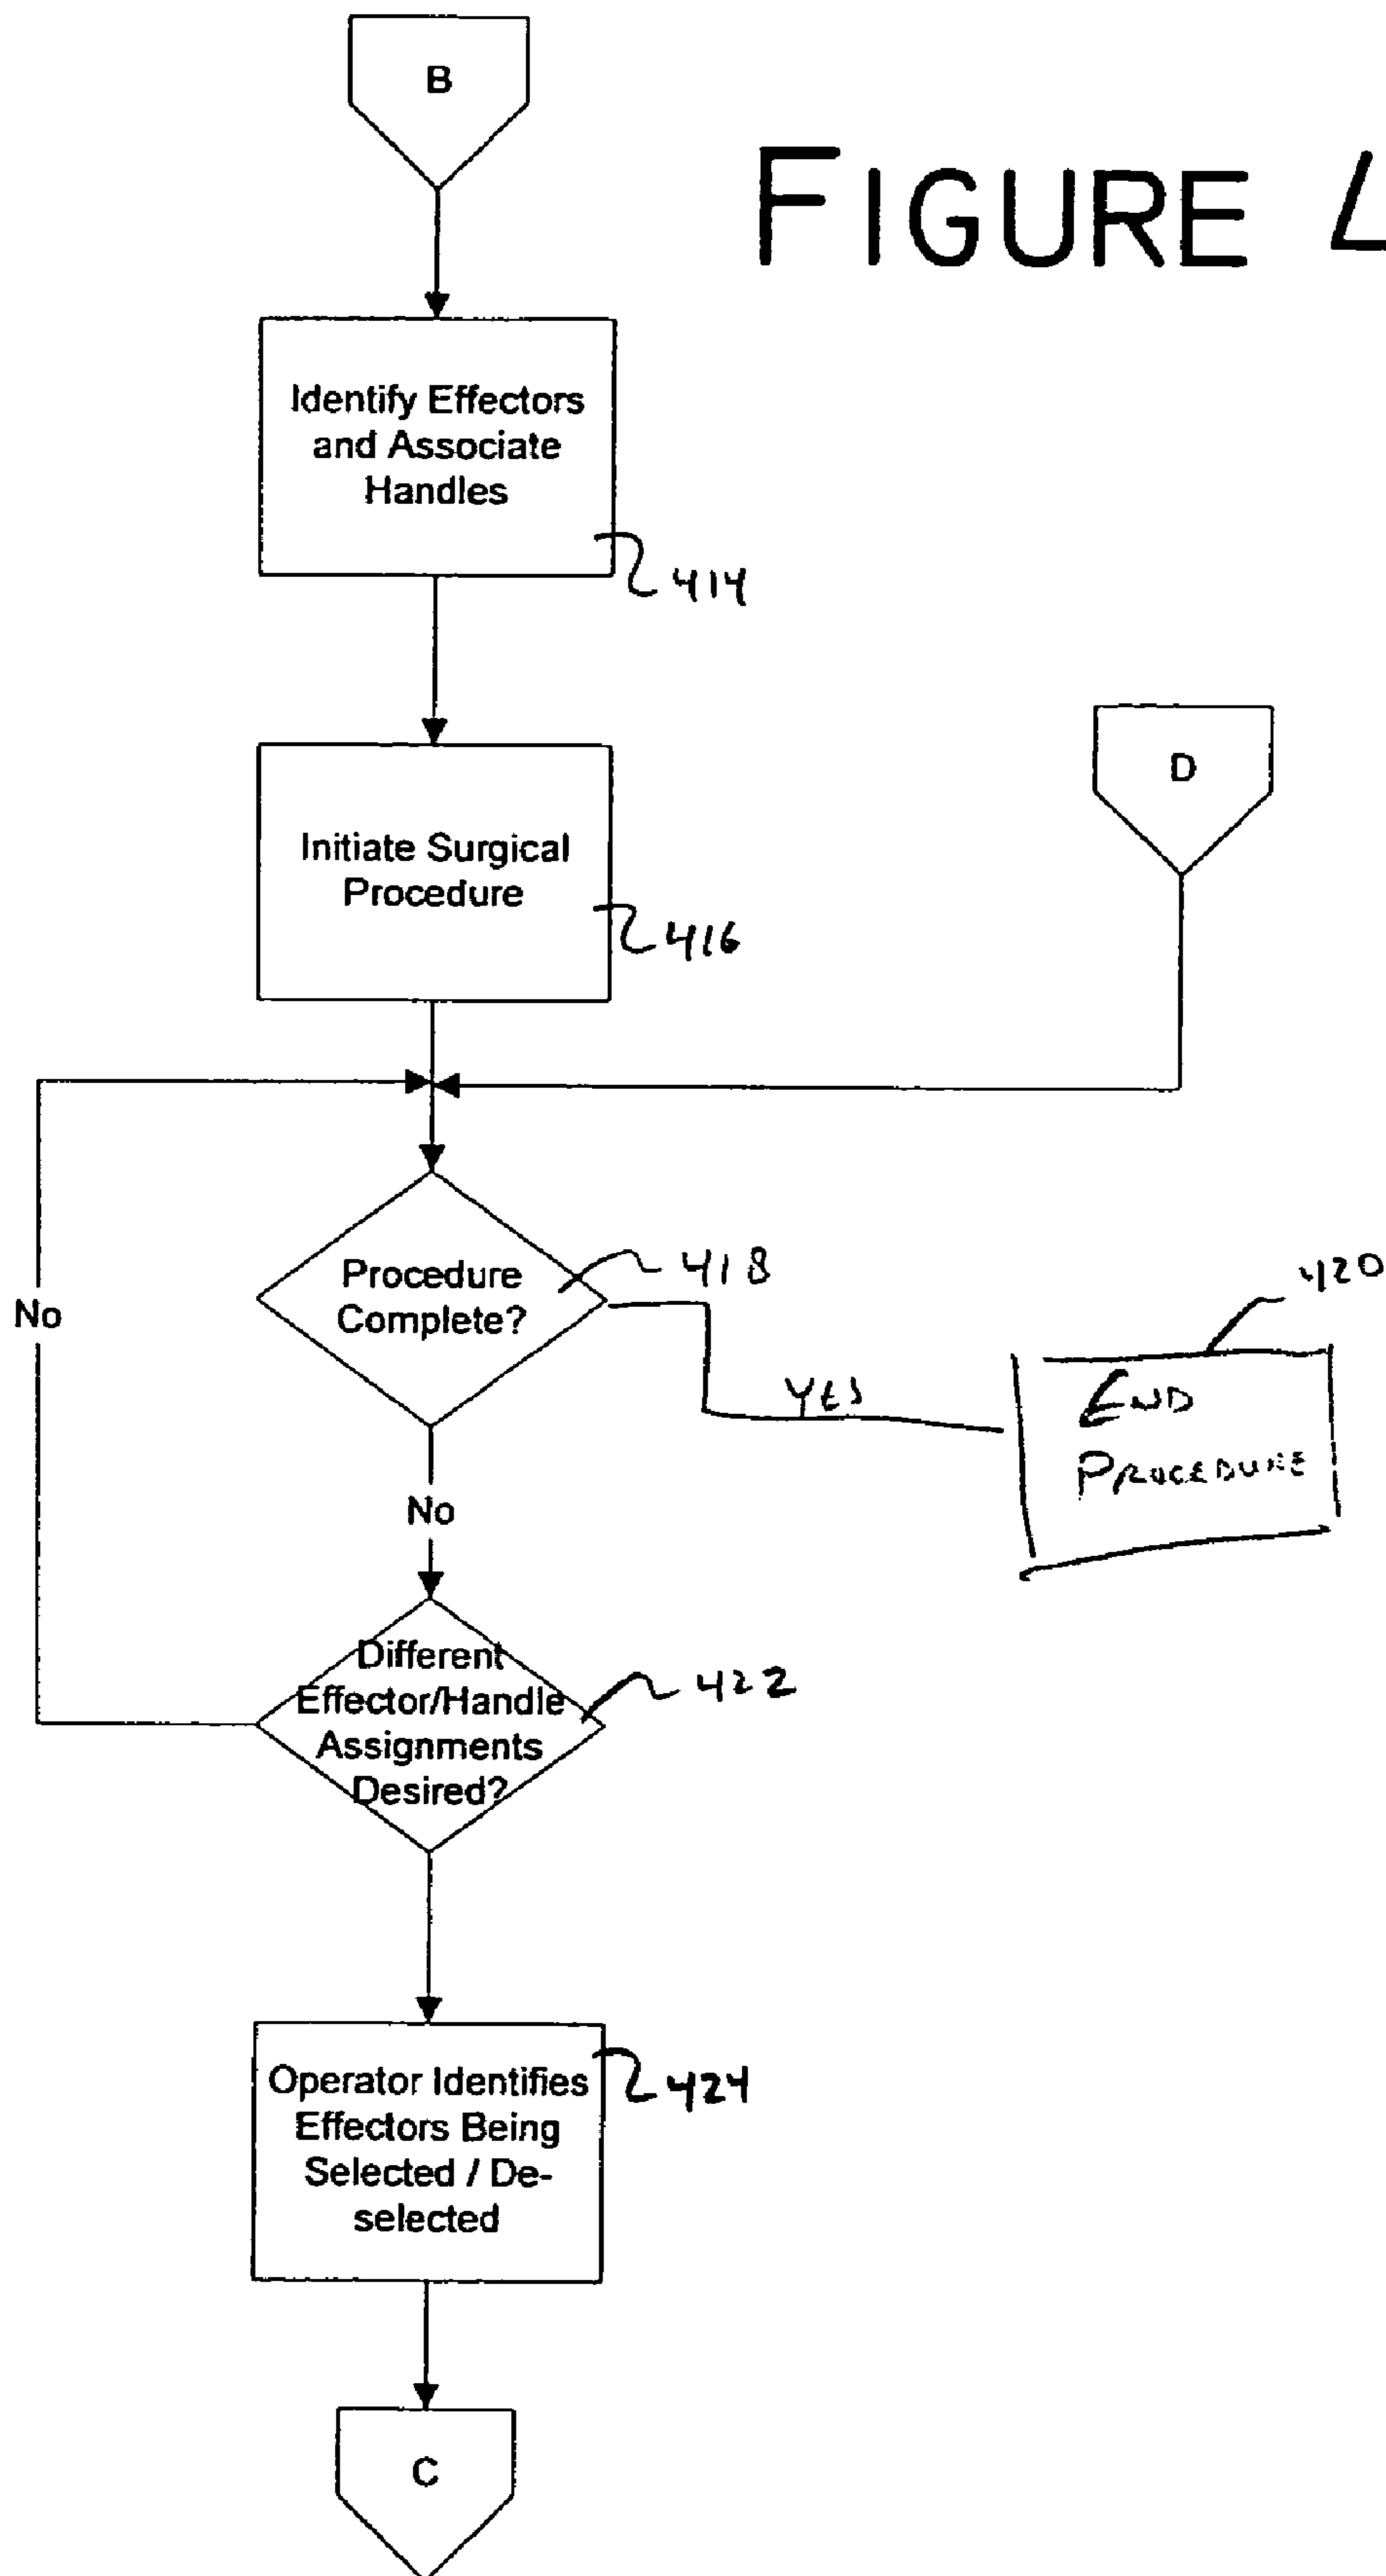 B
FIGURE 4
Identify Effectors
and Associate
Handles
414
Initiate Surgical
Procedure
416
D
Procedure
Complete?
418
420
No
YES
END
PROCEDURE
No
Different
Effector/Handle
Assignments
Desired?
422
Operator Identifies
Effectors Being
Selected / De-
selected
424
C